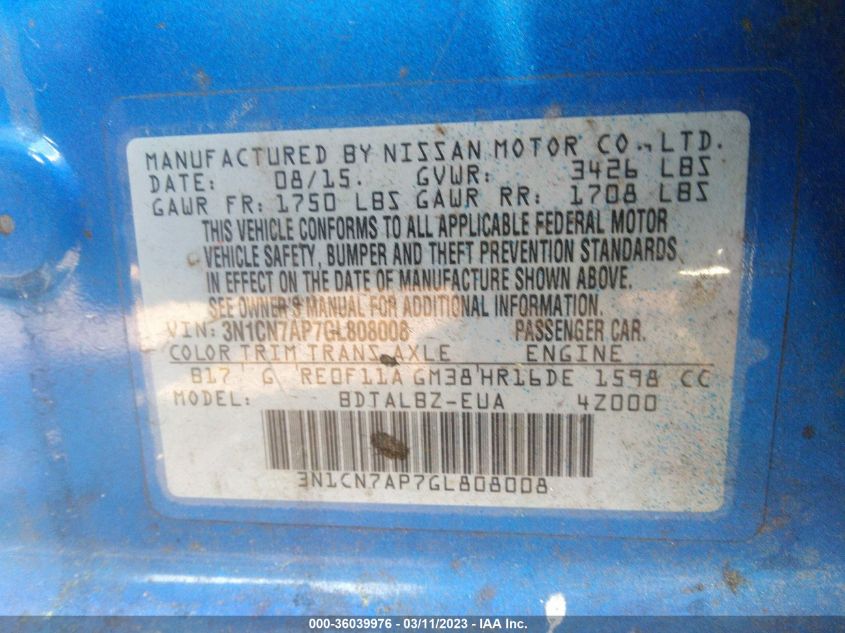 MANUFACTURED BY NISSAN MOTOR CO., LTD.
DATE: 08/15. GVWR: 3426 LBS
GAWR FR: 1750 LBS GAWR RR: 1708 LBS
THIS VEHICLE CONFORMS TO ALL APPLICABLE FEDERAL MOTOR
VEHICLE SAFETY, BUMPER AND THEFT PREVENTION STANDARDS
IN EFFECT ON THE DATE OF MANUFACTURE SHOWN ABOVE.
SEE OWNER'S MANUAL FOR ADDITIONAL INFORMATION
VIN: 3N1CN7AP7GL808008 PASSENGER CAR.
COLOR TRIM TRANS AXLE ENGINE
B17 G RE0F11A GM38 HR16DE 1598 CC
MODEL: BDTALBZ-EUA 4Z000
3N1CN7AP7GL808008
000-36039976 - 03/11/2023 - IAA Inc.